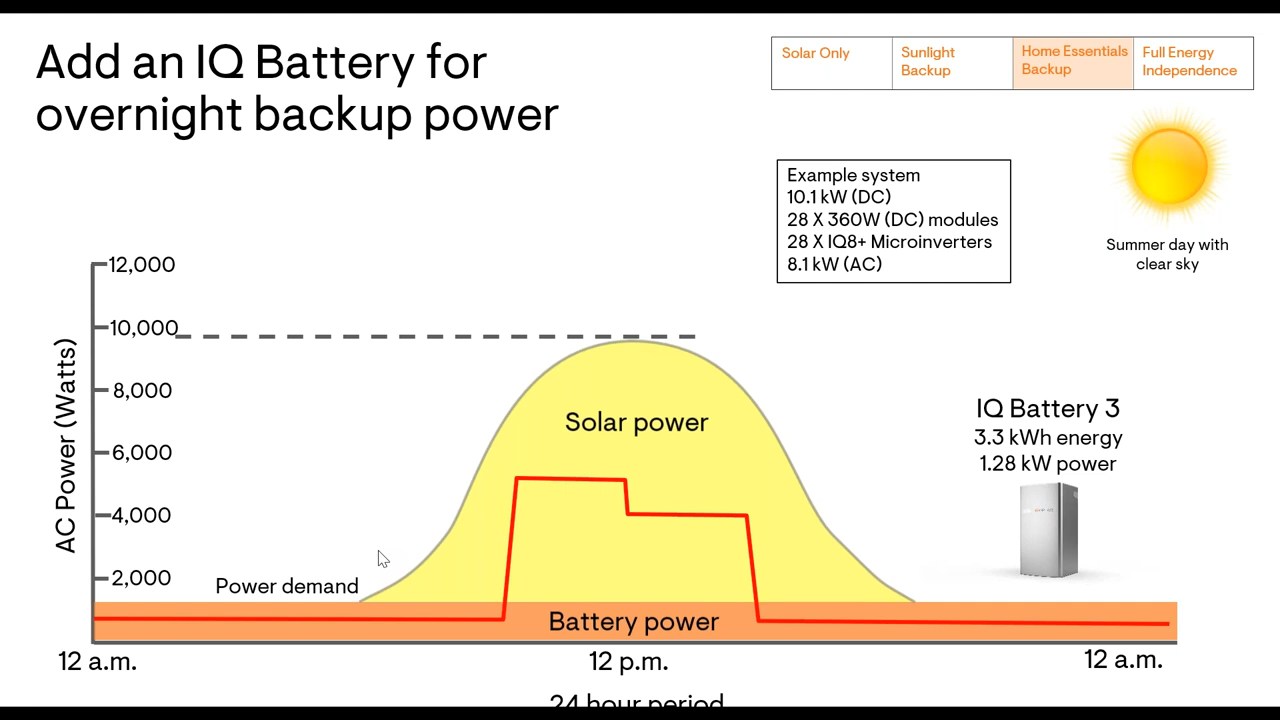 Add an IQ Battery for
overnight backup power
Solar Only
Sunlight
Backup
Home Essentials
Backup
Full Energy
Independence
Example system
10.1 kW (DC)
28 X 360W (DC) modules
28 X IQ8+ Microinverters
8.1 kW (AC)
Summer day with
clear sky
AC Power (Watts)
12,000
10,000
8,000
6,000
4,000
2,000
Solar power
Power demand
Battery power
IQ Battery 3
3.3 kWh energy
1.28 kW power
12 a.m.
12 p.m.
12 a.m.
24 hour period